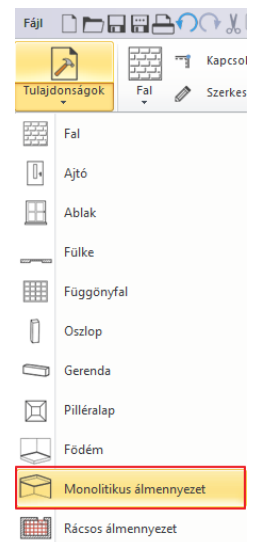 Fájl
Tulajdonságok
Fal
Kapcsol
Szerkes
Fal
Ajtó
Ablak
Fülke
Függönyfal
Oszlop
Gerenda
Pilléralap
Födém
Monolitikus álmennyezet
Rácsos álmennyezet